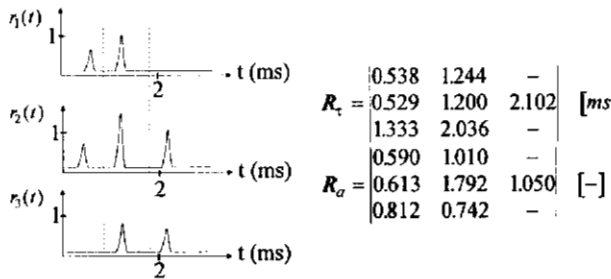 r₁(t)
1
2
t (ms)
r₂(t)
1
2
t (ms)
r₃(t)
1
2
t (ms)
R_τ = |0.538 1.244 –|
|0.529 1.200 2.102| [ms
|1.333 2.036 –|
R_a = |0.590 1.010 –|
|0.613 1.792 1.050| [–]
|0.812 0.742 –|